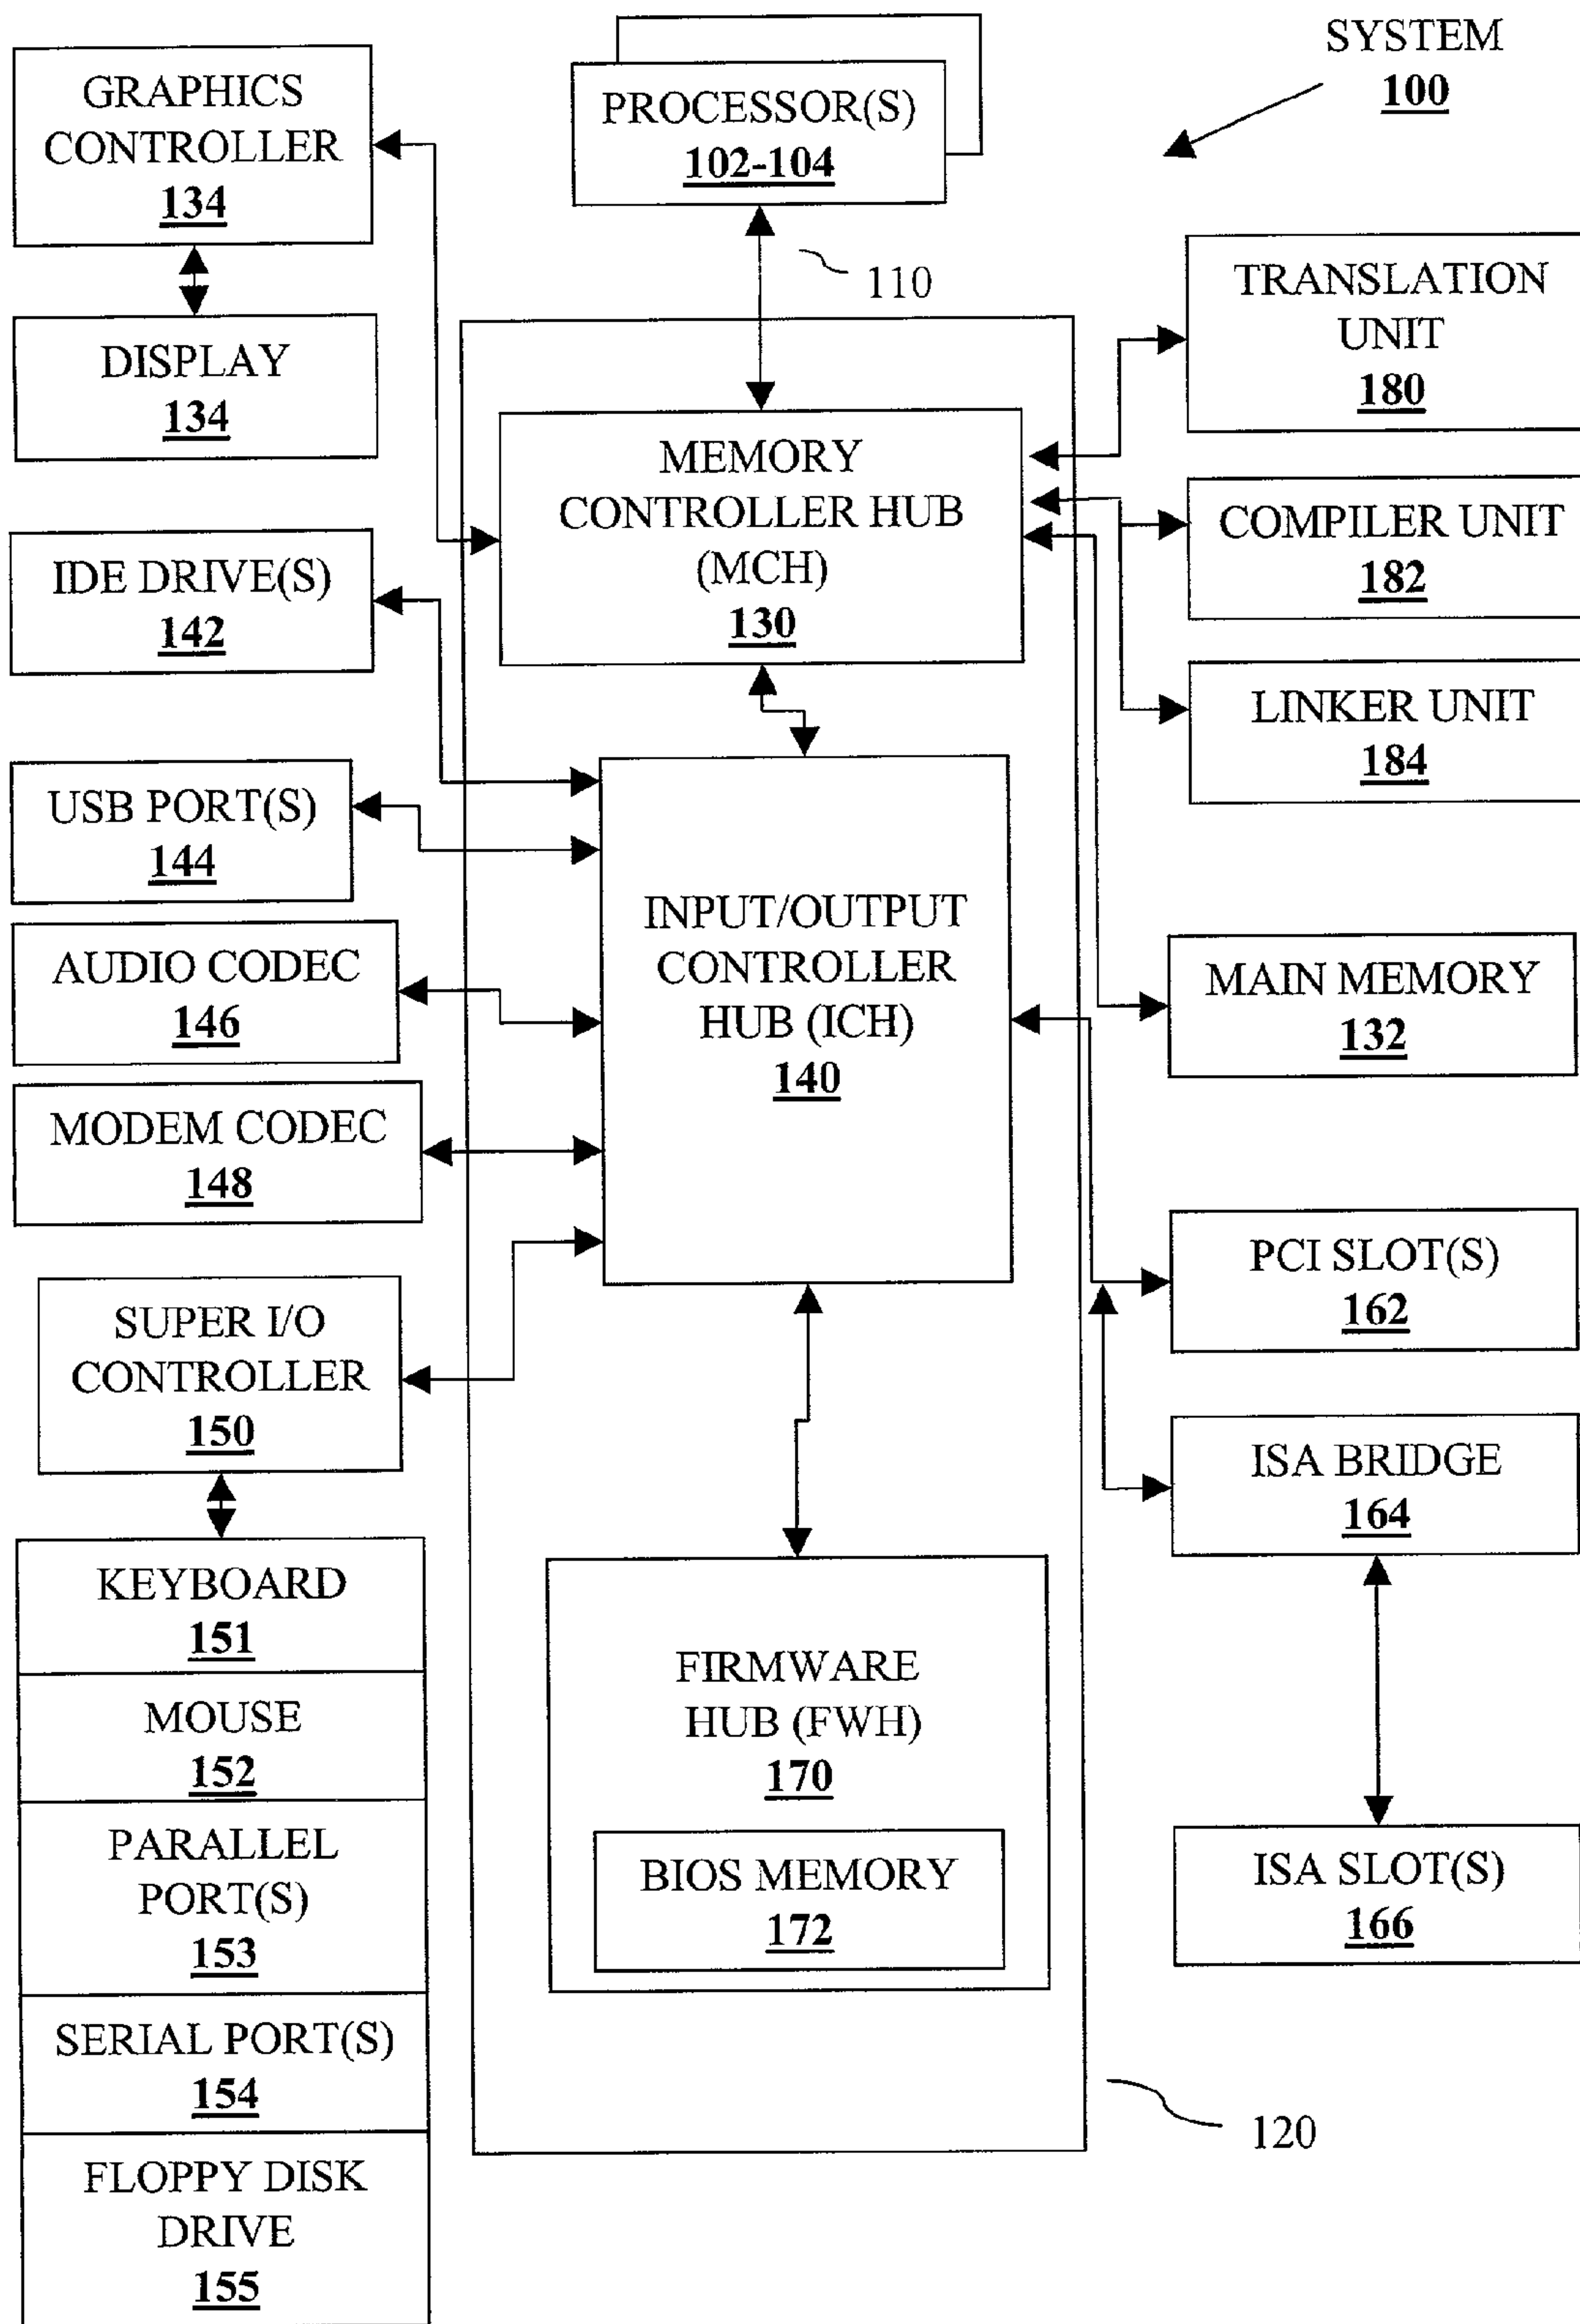 SYSTEM
100
GRAPHICS
CONTROLLER
134
PROCESSOR(S)
102-104
110
DISPLAY
134
TRANSLATION
UNIT
180
MEMORY
CONTROLLER HUB
(MCH)
130
COMPILER UNIT
182
LINKER UNIT
184
IDE DRIVE(S)
142
USB PORT(S)
144
AUDIO CODEC
146
MODEM CODEC
148
INPUT/OUTPUT
CONTROLLER
HUB (ICH)
140
MAIN MEMORY
132
PCI SLOT(S)
162
SUPER I/O
CONTROLLER
150
ISA BRIDGE
164
KEYBOARD
151
MOUSE
152
PARALLEL
PORT(S)
153
SERIAL PORT(S)
154
FLOPPY DISK
DRIVE
155
FIRMWARE
HUB (FWH)
170
BIOS MEMORY
172
ISA SLOT(S)
166
120